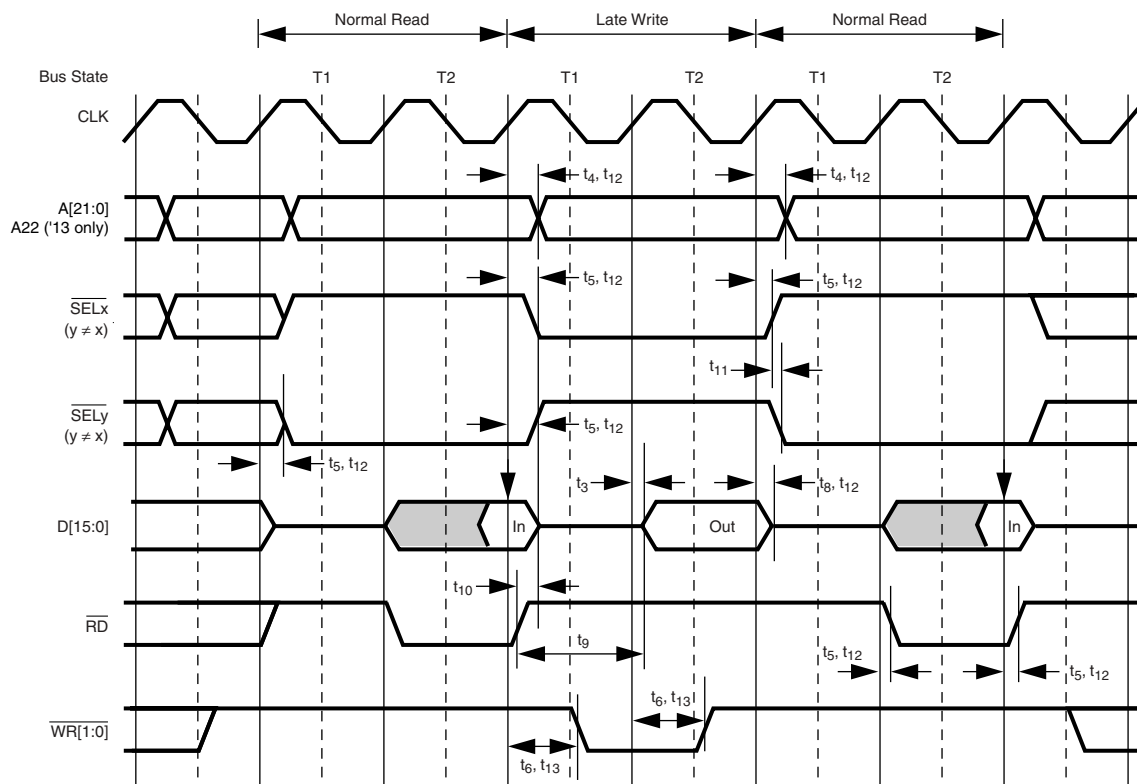 Normal Read Late Write Normal Read
Bus State T1 T2 T1 T2 T1 T2
CLK
t4, t12 t4, t12
A[21:0]
A22 ('13 only)
t5, t12 t5, t12
SELx
(y ≠ x)
t11
SELy
(y ≠ x)
t5, t12
t5, t12
t3 t8, t12
D[15:0] In Out In
t10
RD
t9
t5, t12 t5, t12
t6, t13
WR[1:0]
t6, t13